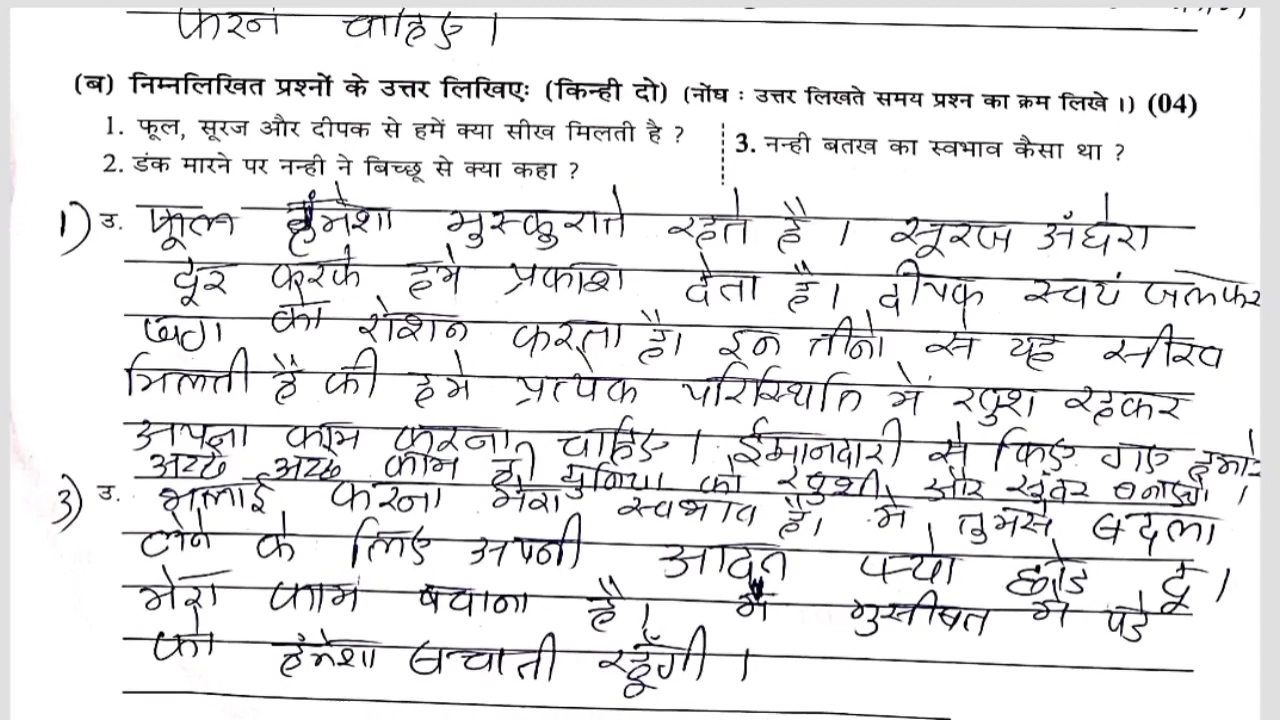 करने चाहिए।
(ब) निम्नलिखित प्रश्नों के उत्तर लिखिएः (किन्ही दो) (नोंध : उत्तर लिखते समय प्रश्न का क्रम लिखे ।) (04)
1. फूल, सूरज और दीपक से हमें क्या सीख मिलती है ?
2. डंक मारने पर नन्ही ने बिच्छू से क्या कहा ?
3. नन्ही बतख का स्वभाव कैसा था ?
1) उ. फूल हंमेशा मुस्कुराते रहते है । सूरज अंधेरा
दूर करके हमे प्रकाश देता है। दीपक स्वयं जलकर
को रोशन करता है। इन तीनो से यह सीख
मिलती है की हमे प्रत्येक परिस्थिति में खुश रहकर
अपना काम करना चाहिए । ईमानदारी से किए गए हमारे
अच्छे अच्छे काम ही दुनिया को खुशी और सुंदर बनाएंगे ।
3) उ. भलाई करना मेरा स्वभाव है। मे तुमसे बदला
लेने के लिए अपनी आदत क्यो छोड दू ।
मेरा काम बचाना है। मैं मुसीबत मे पडे
को हंमेशा बचाती रहूँगी ।